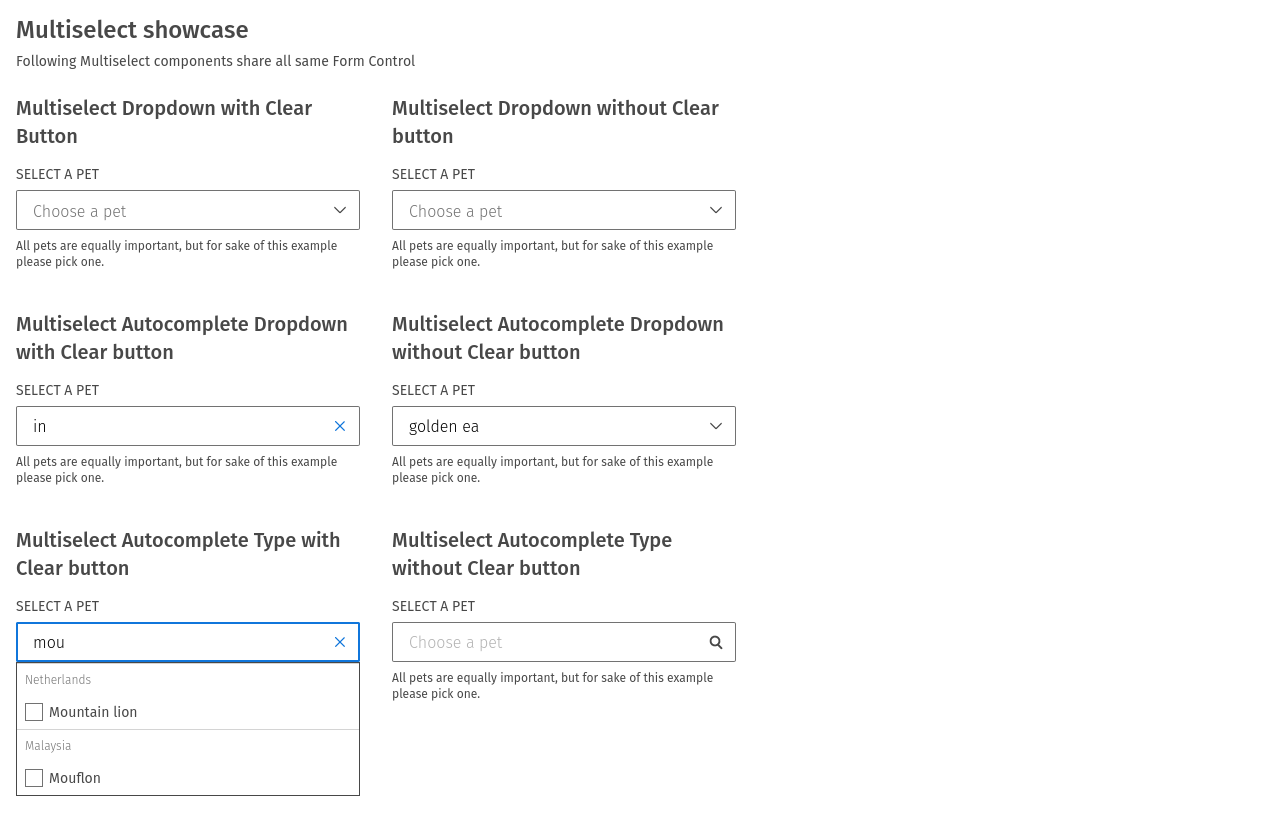 Multiselect showcase
Following Multiselect components share all same Form Control
Multiselect Dropdown with Clear
Button
SELECT A PET
Choose a pet
All pets are equally important, but for sake of this example
please pick one.
Multiselect Dropdown without Clear
button
SELECT A PET
Choose a pet
All pets are equally important, but for sake of this example
please pick one.
Multiselect Autocomplete Dropdown
with Clear button
SELECT A PET
in
All pets are equally important, but for sake of this example
please pick one.
Multiselect Autocomplete Dropdown
without Clear button
SELECT A PET
golden ea
All pets are equally important, but for sake of this example
please pick one.
Multiselect Autocomplete Type with
Clear button
SELECT A PET
mou
Netherlands
Mountain lion
Malaysia
Mouflon
Multiselect Autocomplete Type
without Clear button
SELECT A PET
Choose a pet
All pets are equally important, but for sake of this example
please pick one.